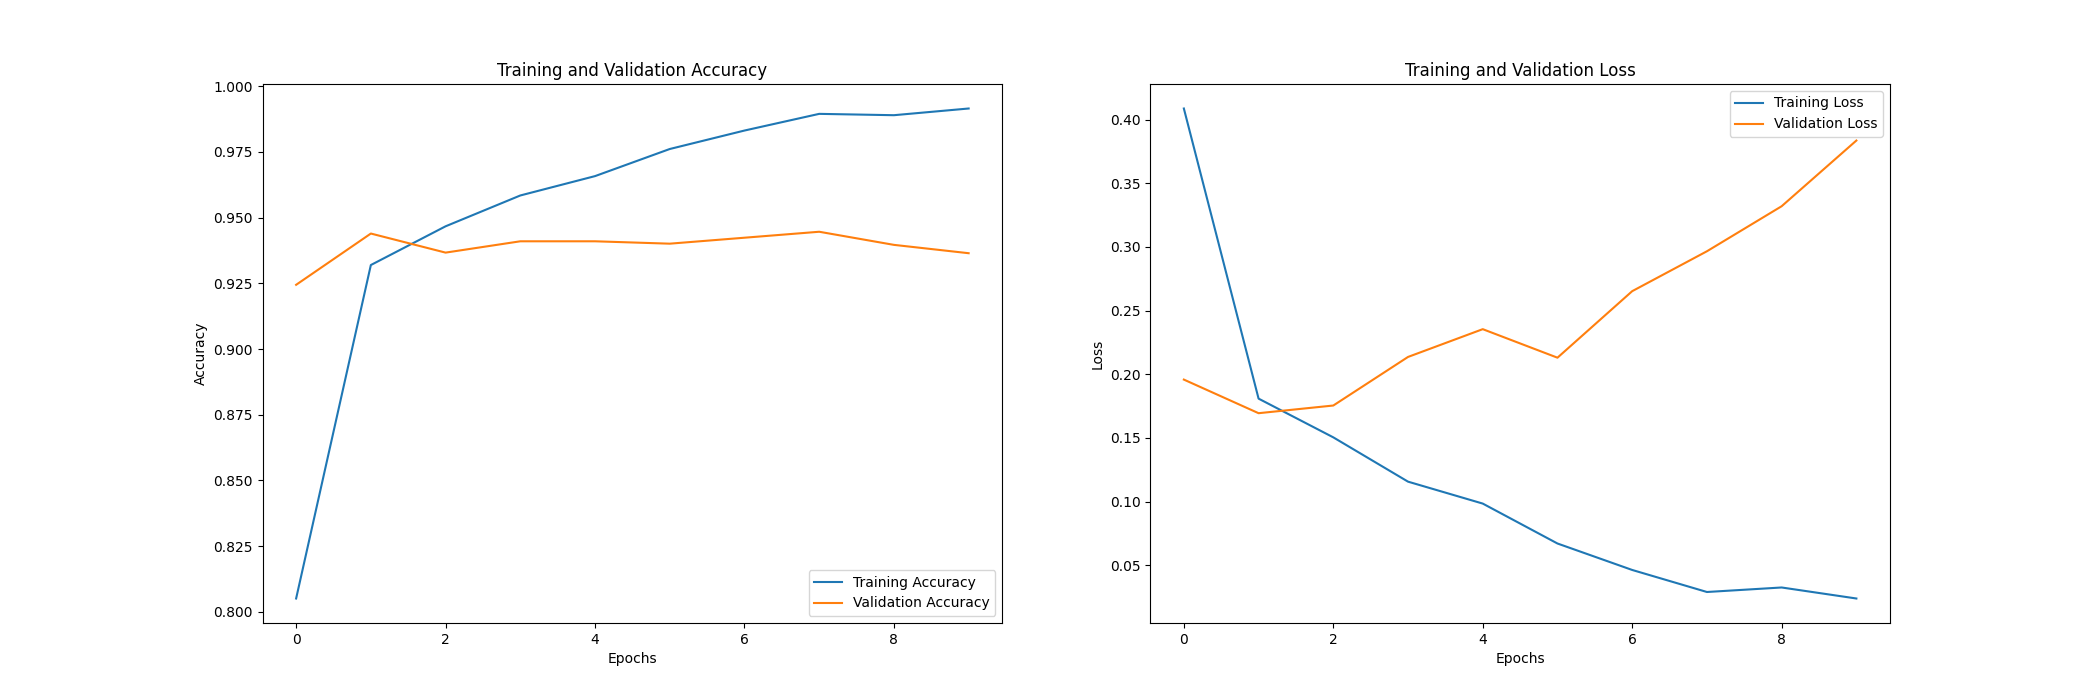 Training and Validation Accuracy
1.000
0.975
0.950
0.925
0.900
0.875
0.850
0.825
0.800
Accuracy
0 2 4 6 8
Epochs
Training Accuracy
Validation Accuracy
Training and Validation Loss
0.40
0.35
0.30
0.25
0.20
0.15
0.10
0.05
Loss
0 2 4 6 8
Epochs
Training Loss
Validation Loss